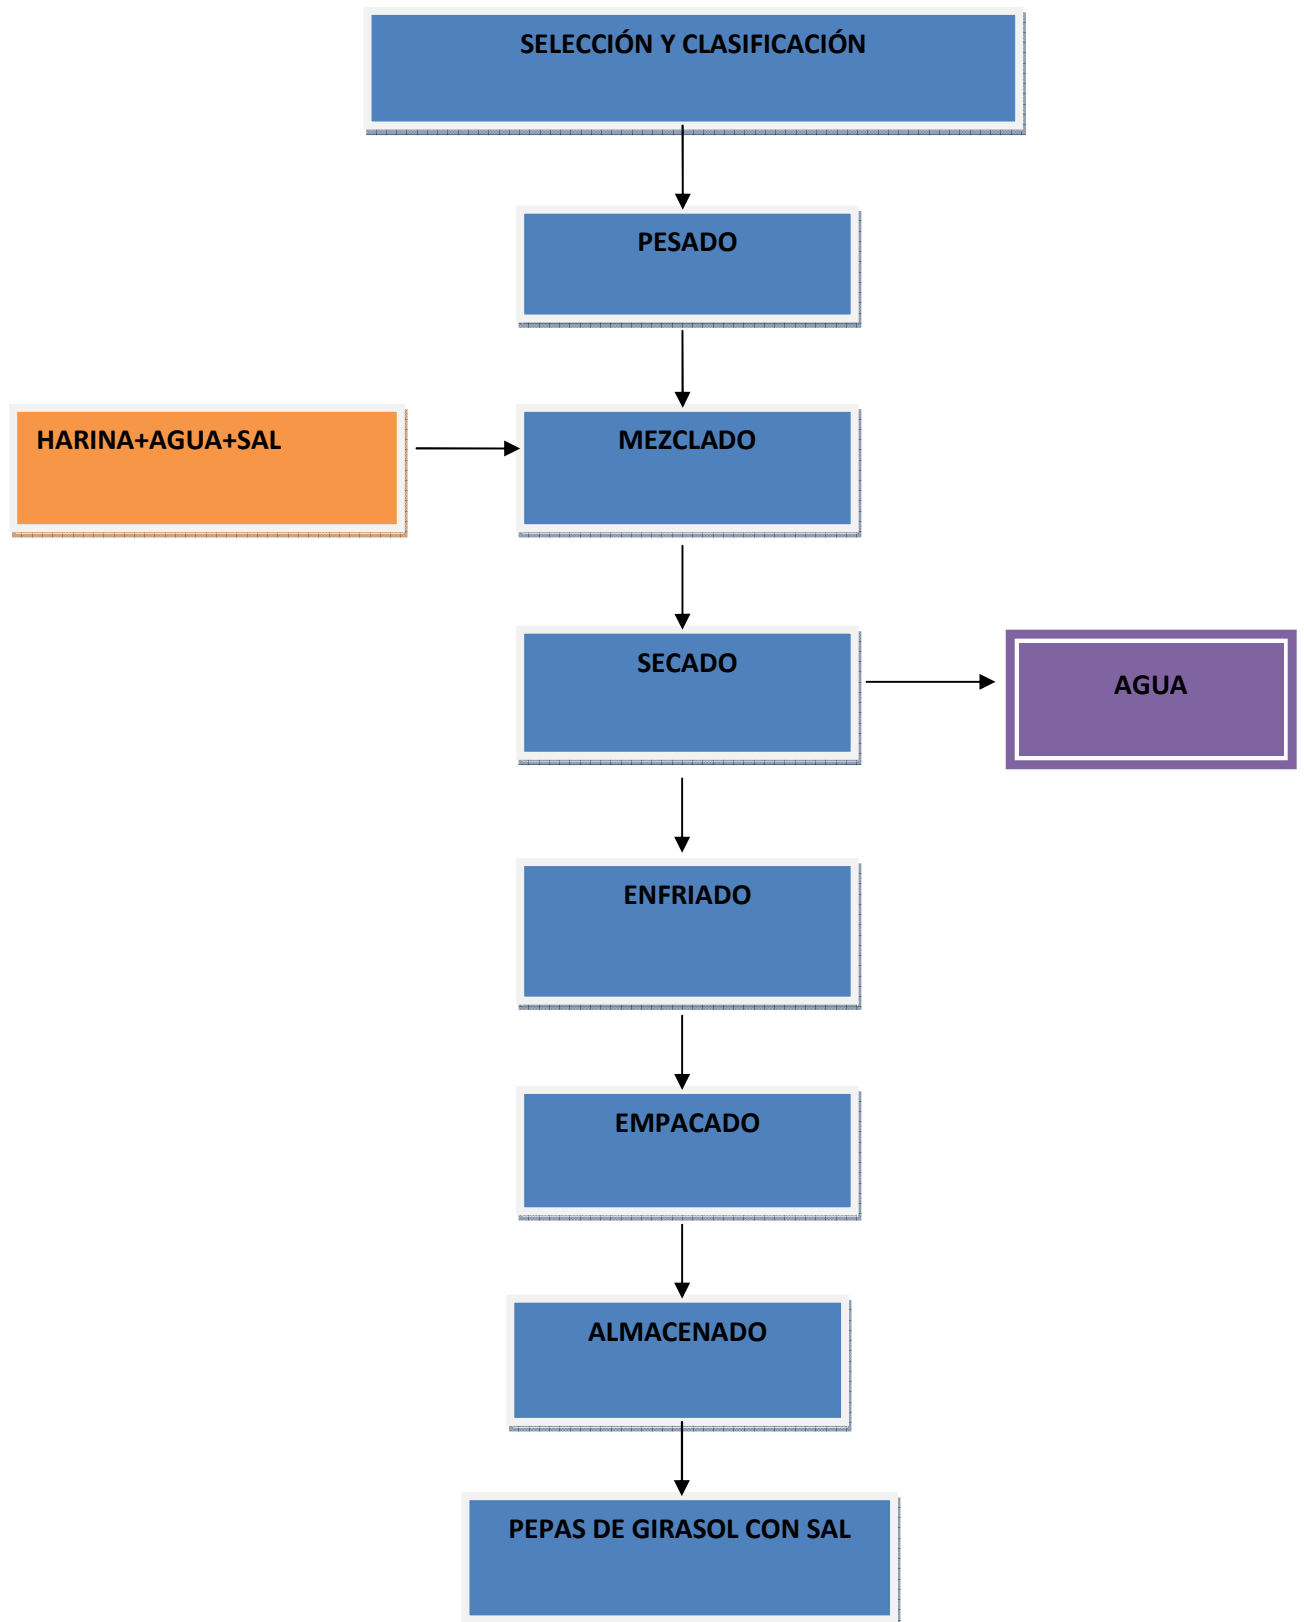 SELECCIÓN Y CLASIFICACIÓN
PESADO
HARINA+AGUA+SAL
MEZCLADO
SECADO
AGUA
ENFRIADO
EMPACADO
ALMACENADO
PEPAS DE GIRASOL CON SAL